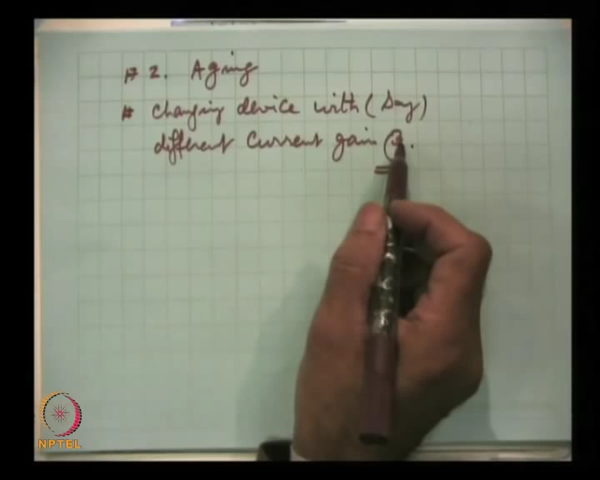 # 2. Aging
# Changing device with (Say)
different current gain
NPTEL